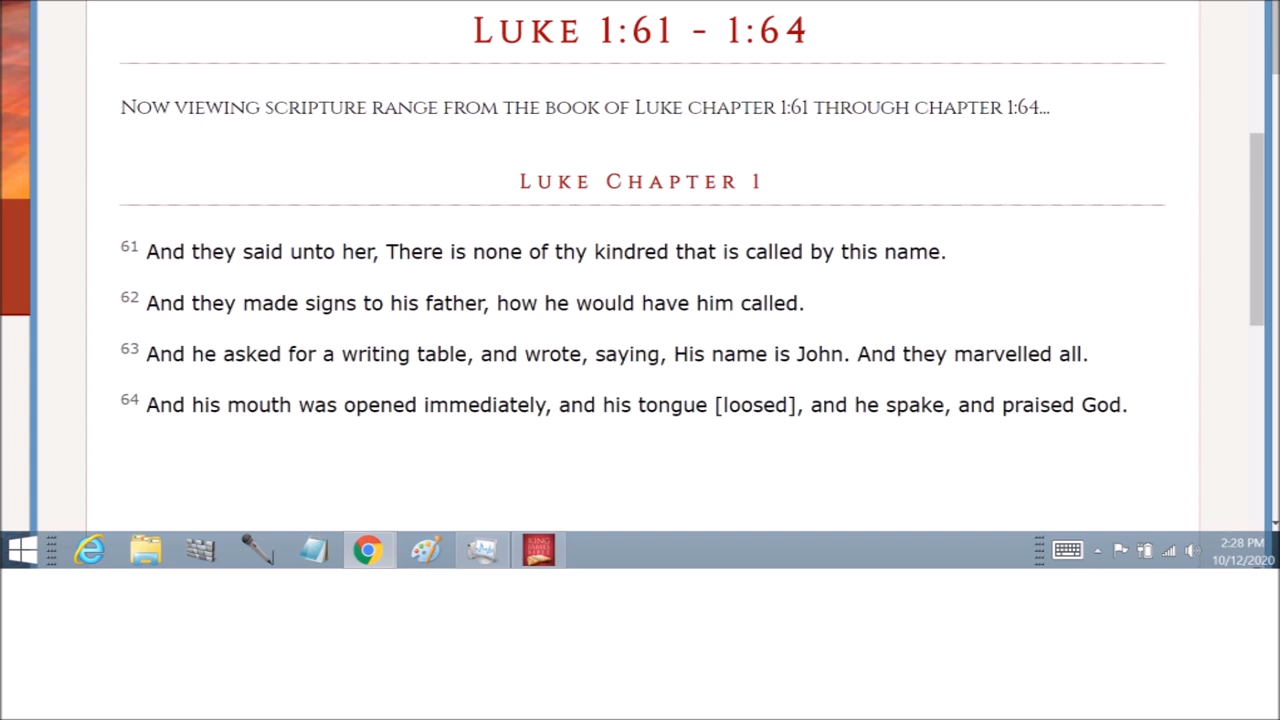 Luke 1:61 - 1:64
Now viewing scripture range from the book of Luke chapter 1:61 through chapter 1:64...
Luke Chapter 1
61 And they said unto her, There is none of thy kindred that is called by this name.
62 And they made signs to his father, how he would have him called.
63 And he asked for a writing table, and wrote, saying, His name is John. And they marvelled all.
64 And his mouth was opened immediately, and his tongue [loosed], and he spake, and praised God.
KING JAMES BIBLE
2:28 PM
10/12/2020